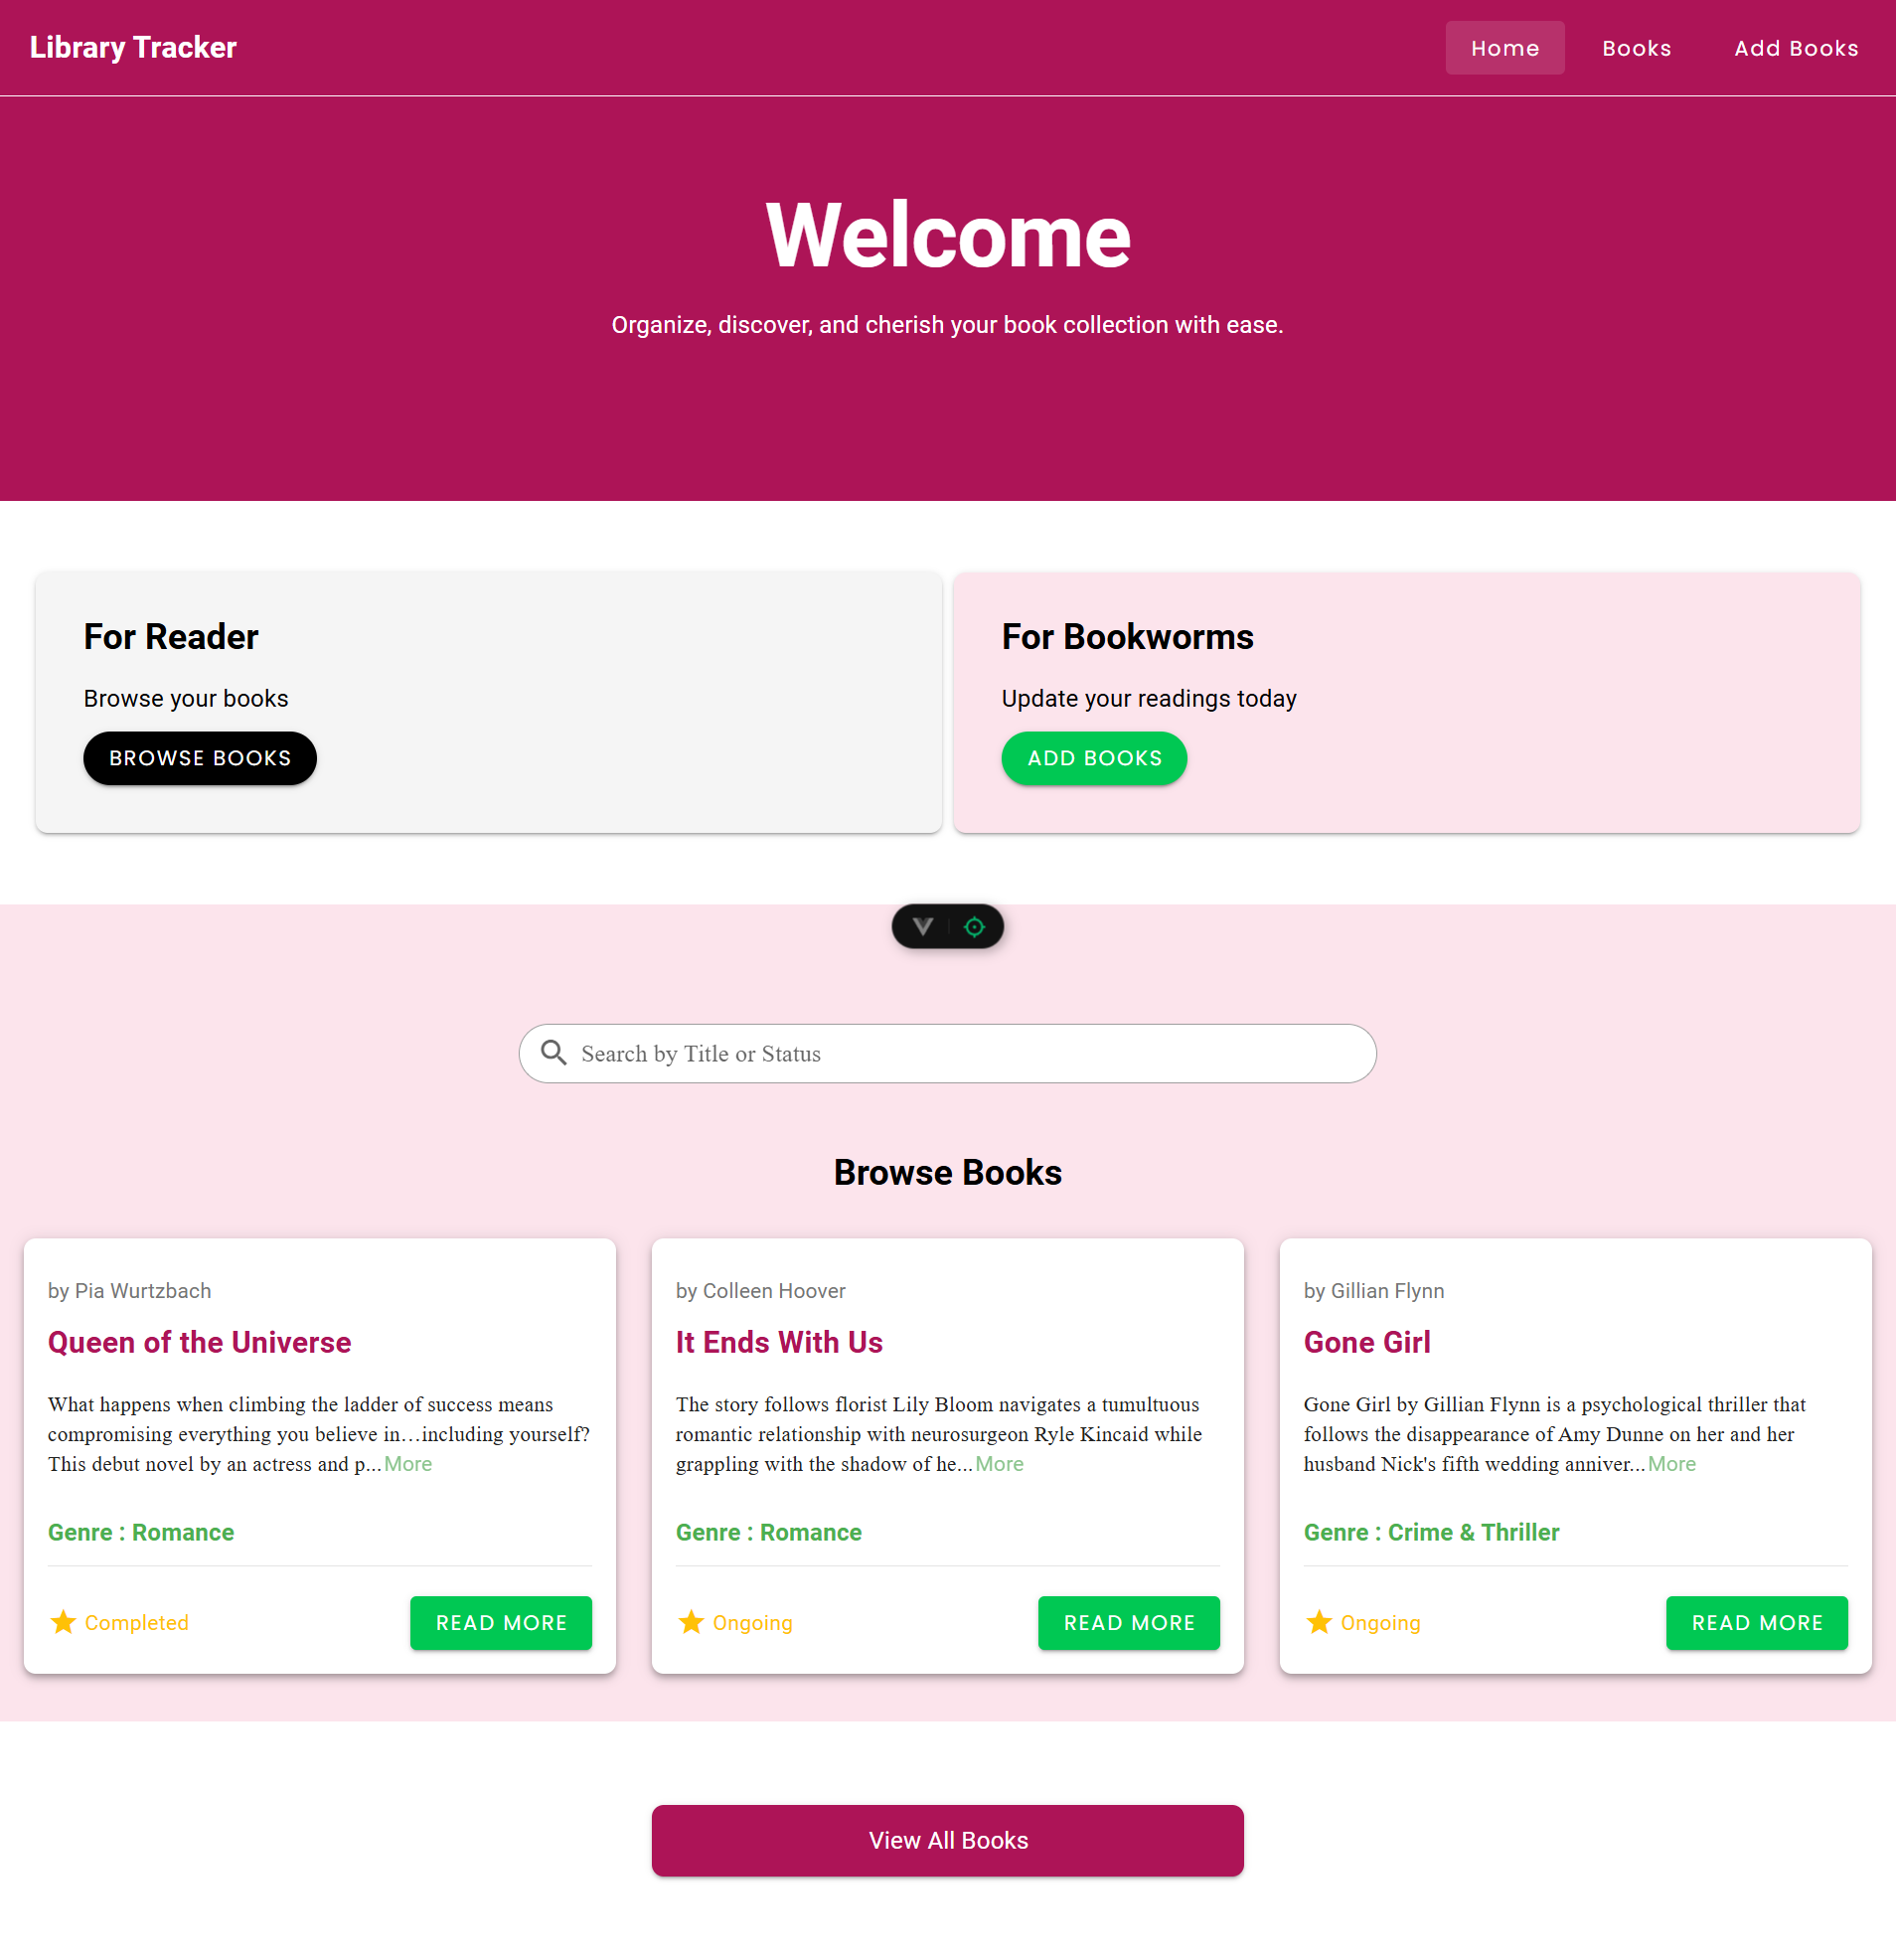 Library Tracker
Home
Books
Add Books
Welcome
Organize, discover, and cherish your book collection with ease.
For Reader
Browse your books
BROWSE BOOKS
For Bookworms
Update your readings today
ADD BOOKS
Search by Title or Status
Browse Books
by Pia Wurtzbach
Queen of the Universe
What happens when climbing the ladder of success means
compromising everything you believe in…including yourself?
This debut novel by an actress and p...More
Genre : Romance
Completed
READ MORE
by Colleen Hoover
It Ends With Us
The story follows florist Lily Bloom navigates a tumultuous
romantic relationship with neurosurgeon Ryle Kincaid while
grappling with the shadow of he...More
Genre : Romance
Ongoing
READ MORE
by Gillian Flynn
Gone Girl
Gone Girl by Gillian Flynn is a psychological thriller that
follows the disappearance of Amy Dunne on her and her
husband Nick's fifth wedding anniver...More
Genre : Crime & Thriller
Ongoing
READ MORE
View All Books